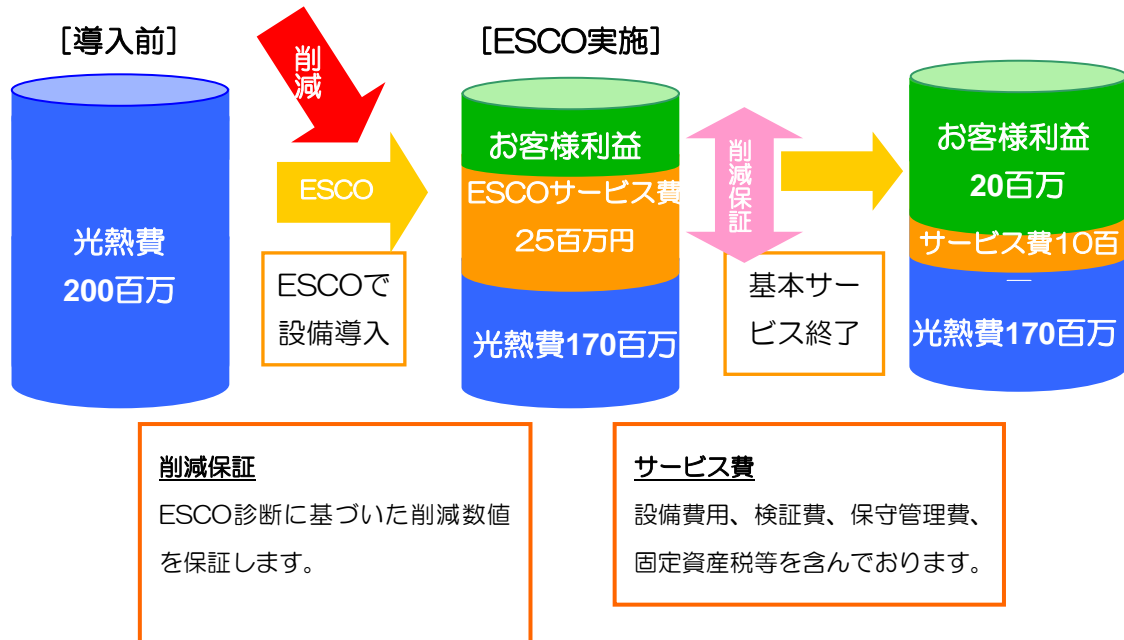 [導入前]
削減
[ESCO実施]
光熱費
200百万
ESCO
ESCOで
設備導入
お客様利益
ESCOサービス費
25百万円
光熱費170百万
削減保証
基本サー
ビス終了
お客様利益
20百万
サービス費10百
光熱費170百万
削減保証
ESCO診断に基づいた削減数値
を保証します。
サービス費
設備費用、検証費、保守管理費、
固定資産税等を含んでおります。